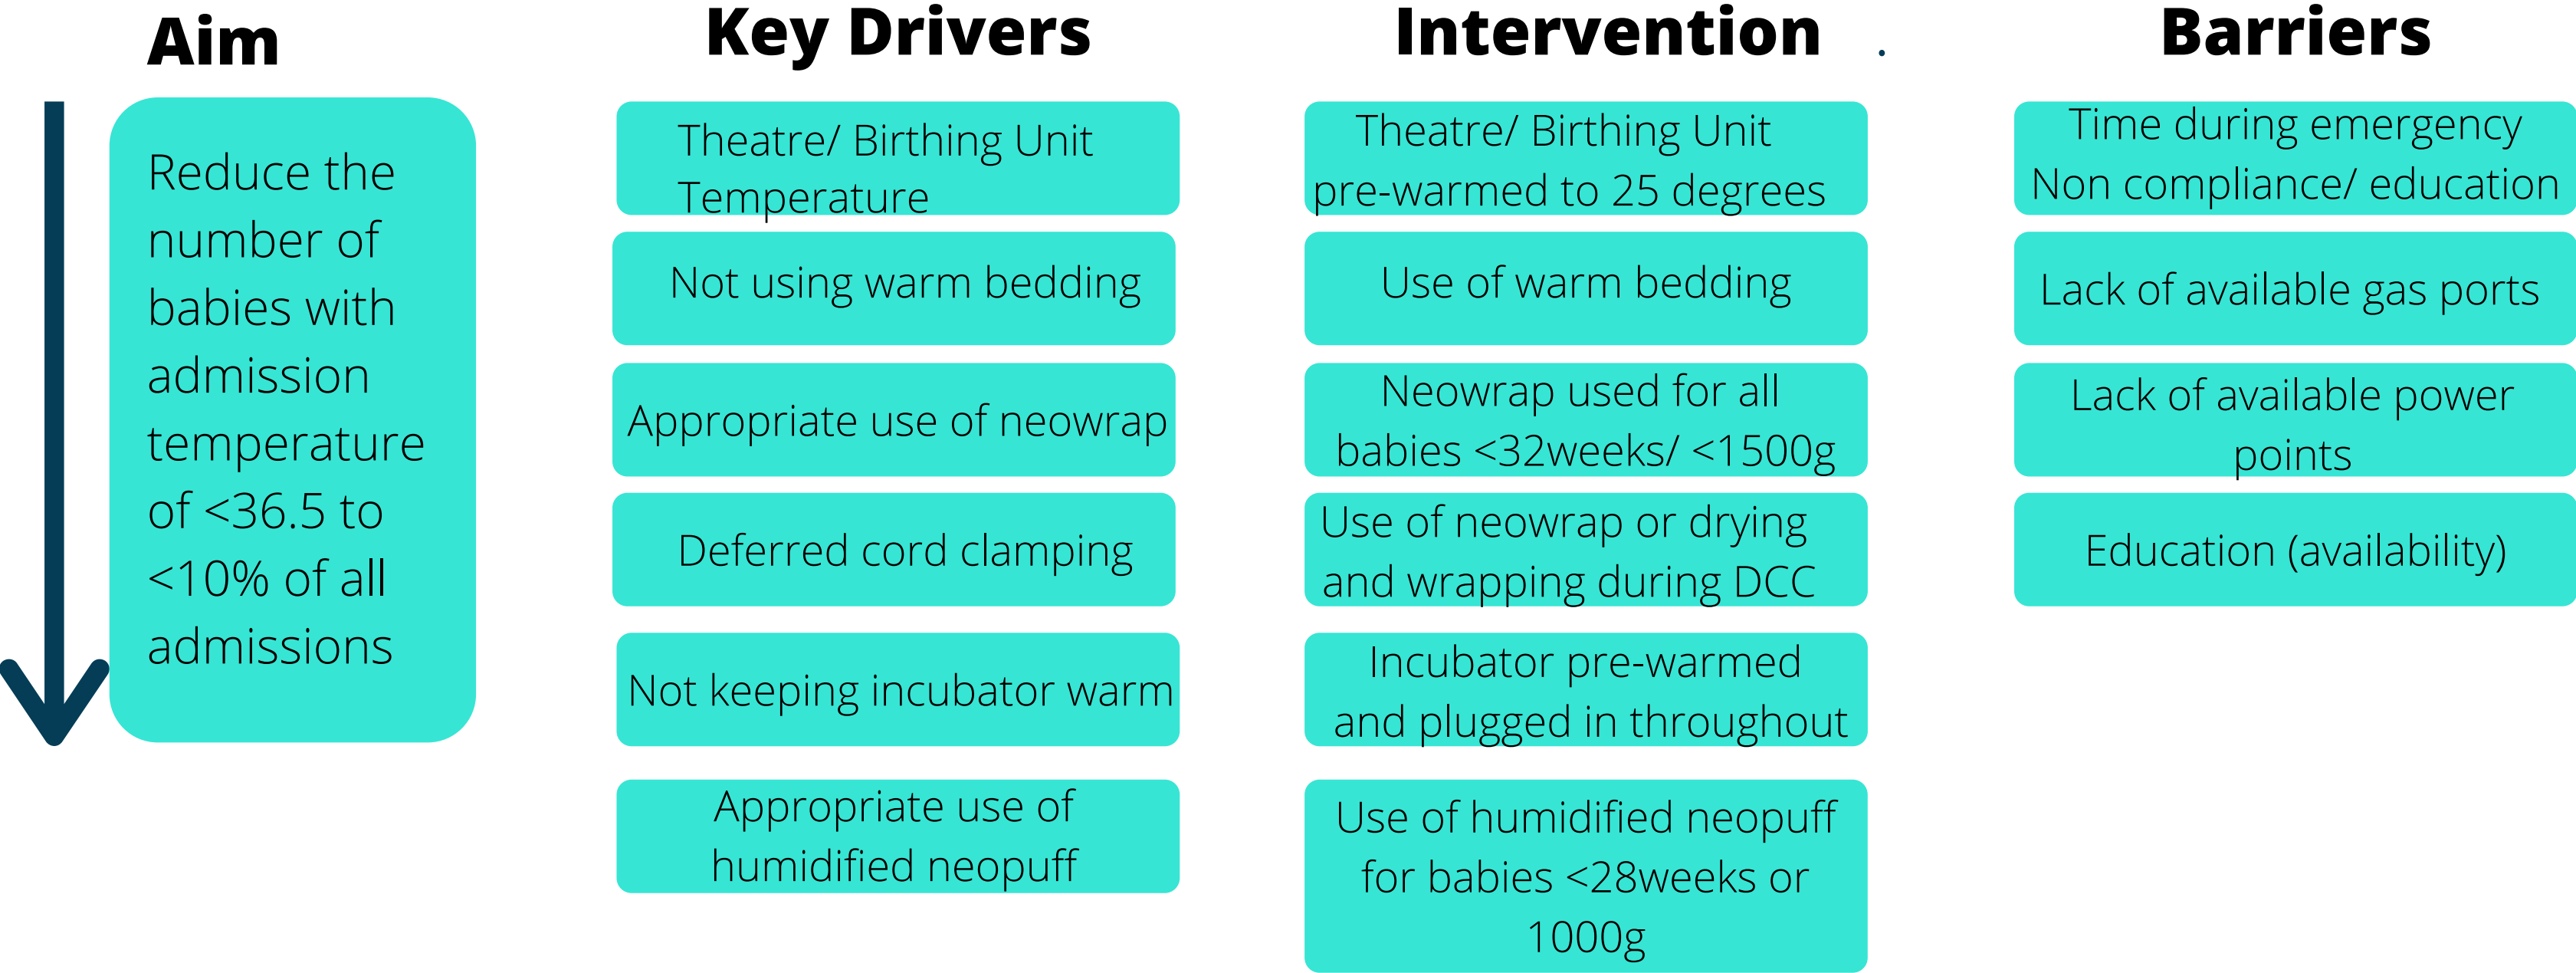 Aim
Reduce the
number of
babies with
admission
temperature
of <36.5 to
<10% of all
admissions
Key Drivers
Theatre/ Birthing Unit
Temperature
Not using warm bedding
Appropriate use of neowrap
Deferred cord clamping
Not keeping incubator warm
Appropriate use of
humidified neopuff
Intervention
.
Theatre/ Birthing Unit
pre-warmed to 25 degrees
Use of warm bedding
Neowrap used for all
babies <32weeks/ <1500g
Use of neowrap or drying
and wrapping during DCC
Incubator pre-warmed
and plugged in throughout
Use of humidified neopuff
for babies <28weeks or
1000g
Barriers
Time during emergency
Non compliance/ education
Lack of available gas ports
Lack of available power
points
Education (availability)